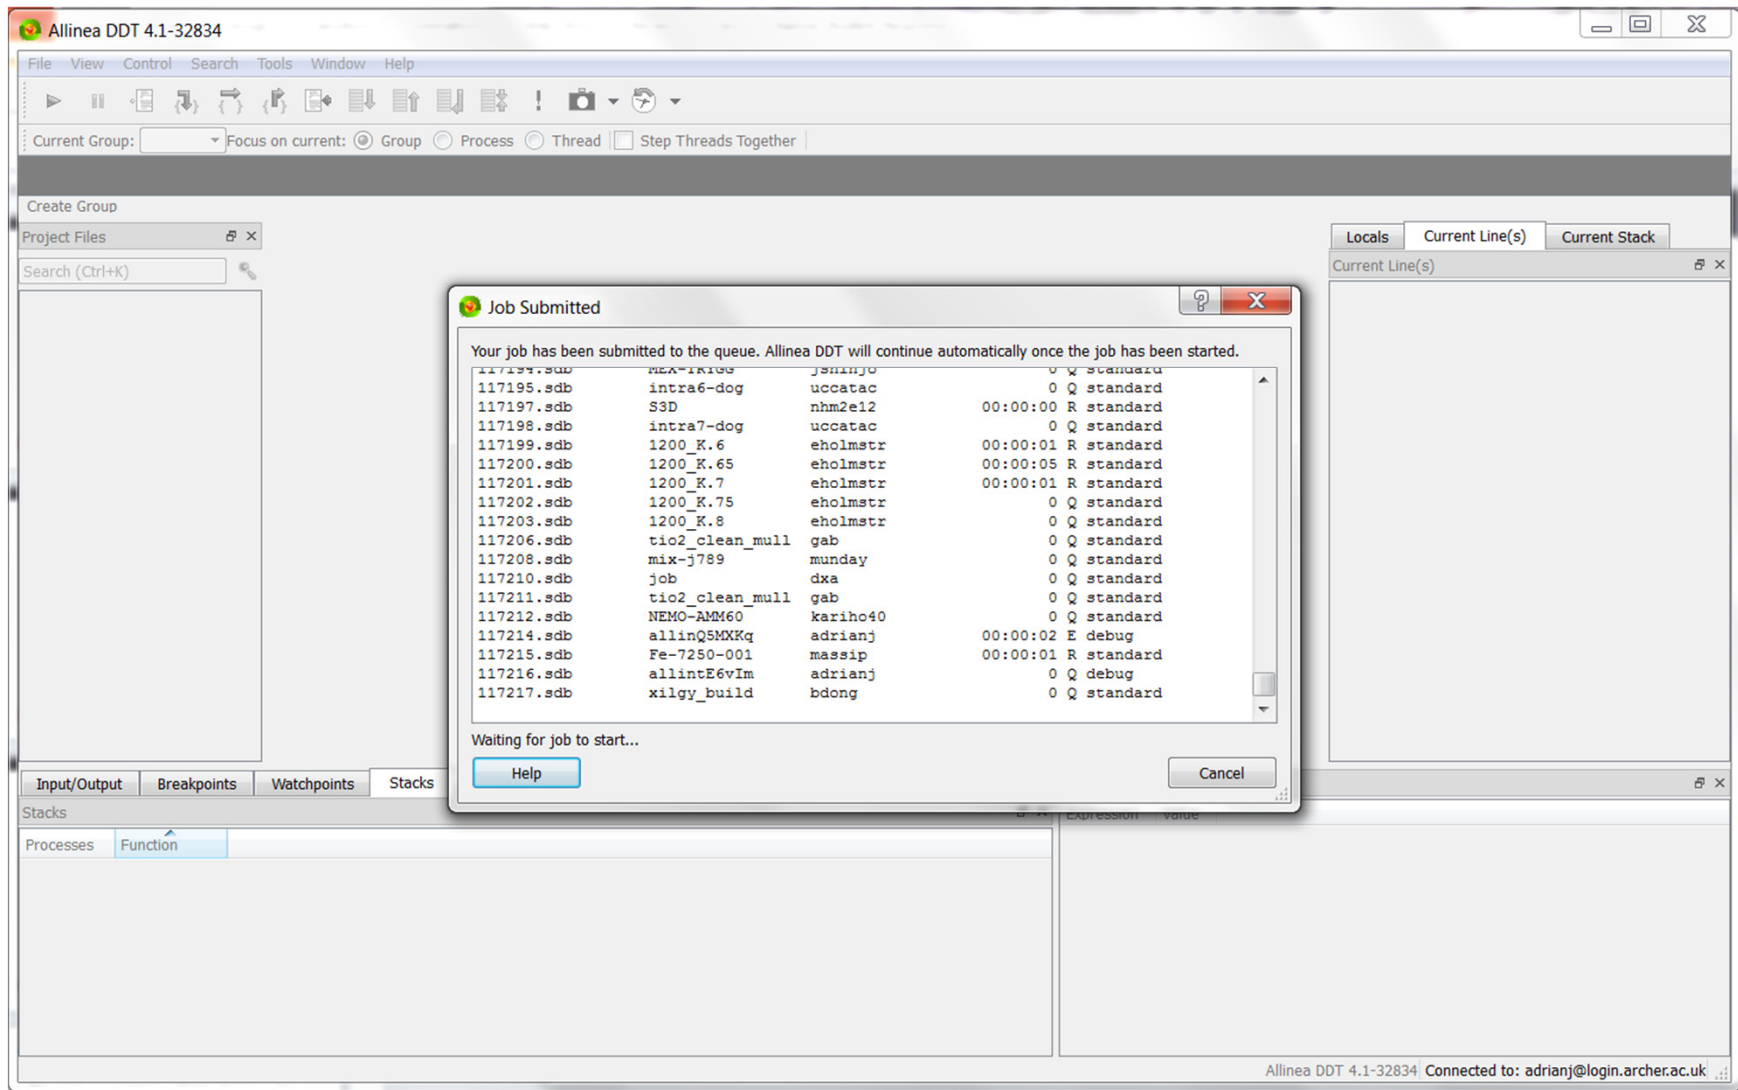 Allinea DDT 4.1-32834
File View Control Search Tools Window Help
Current Group: Focus on current: Group Process Thread Step Threads Together
Create Group
Project Files
Search (Ctrl+K)
Locals Current Line(s) Current Stack
Current Line(s)
Job Submitted
Your job has been submitted to the queue. Allinea DDT will continue automatically once the job has been started.
117194.sdb 0 Q standard
117195.sdb intra6-dog uccatac 0 Q standard
117197.sdb S3D nhm2e12 00:00:00 R standard
117198.sdb intra7-dog uccatac 0 Q standard
117199.sdb 1200_K.6 eholmstr 00:00:01 R standard
117200.sdb 1200_K.65 eholmstr 00:00:05 R standard
117201.sdb 1200_K.7 eholmstr 00:00:01 R standard
117202.sdb 1200_K.75 eholmstr 0 Q standard
117203.sdb 1200_K.8 eholmstr 0 Q standard
117206.sdb tio2_clean_mull gab 0 Q standard
117208.sdb mix-j789 munday 0 Q standard
117210.sdb job dxa 0 Q standard
117211.sdb tio2_clean_mull gab 0 Q standard
117212.sdb NEMO-AMM60 kariho40 0 Q standard
117214.sdb allinQ5MXKq adrianj 00:00:02 E debug
117215.sdb Fe-7250-001 massip 00:00:01 R standard
117216.sdb allintE6vIm adrianj 0 Q debug
117217.sdb xilgy_build bdong 0 Q standard
Waiting for job to start...
Help Cancel
Input/Output Breakpoints Watchpoints Stacks
Stacks
Expression Value
Processes Function
Allinea DDT 4.1-32834 Connected to: adrianj@login.archer.ac.uk